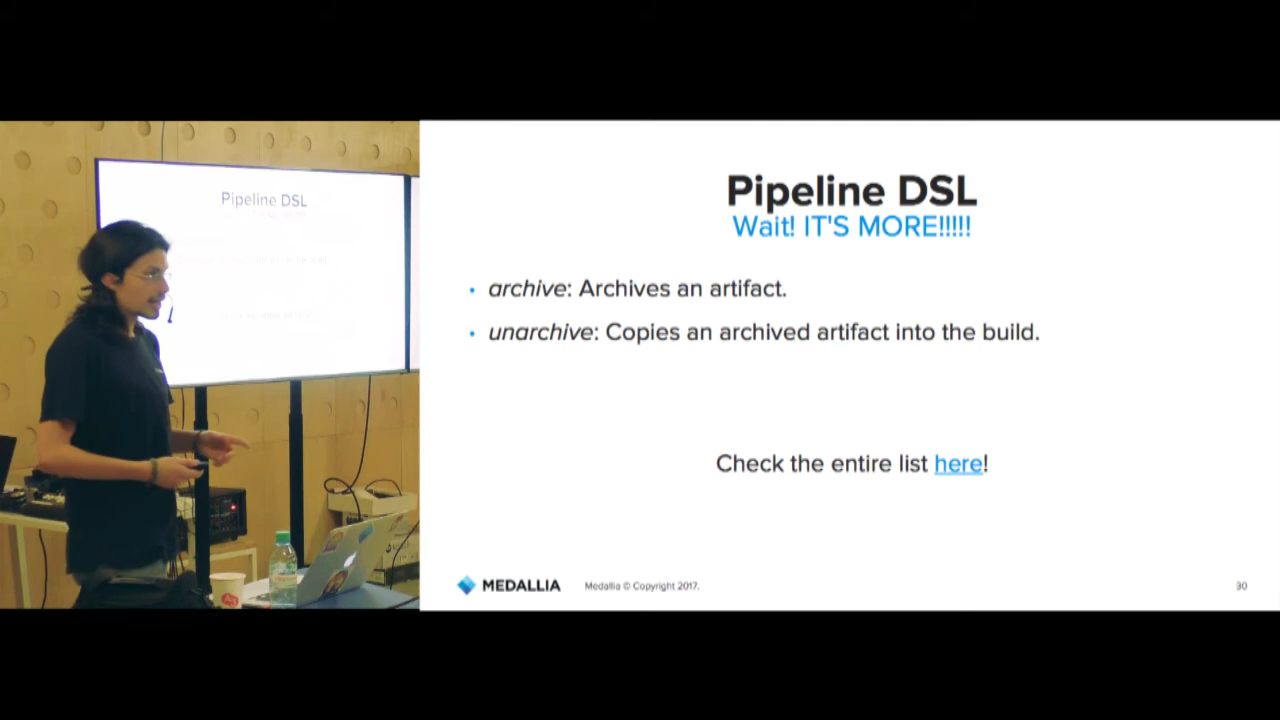 Pipeline DSL
Pipeline DSL
Wait! IT'S MORE!!!!!
• archive: Archives an artifact.
• unarchive: Copies an archived artifact into the build.
Check the entire list here!
MEDALLIA
Medallia © Copyright 2017.
30